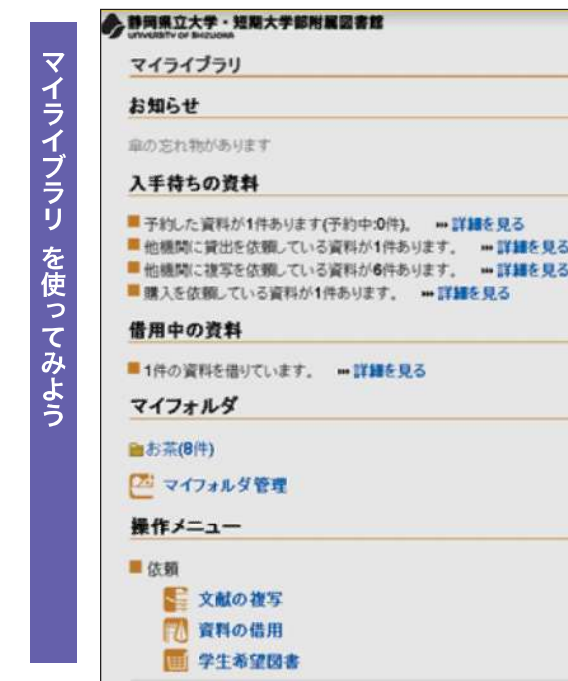 マイライブラリ を使ってみよう
静岡県立大学・短期大学部附属図書館
UNIVERSITY OF SHIZUOKA
マイライブラリ
お知らせ
傘の忘れ物があります
入手待ちの資料
予約した資料が1件あります(予約中:0件)。 詳細を見る
他機関に貸出を依頼している資料が1件あります。 詳細を見る
他機関に複写を依頼している資料が6件あります。 詳細を見る
購入を依頼している資料が1件あります。 詳細を見る
借用中の資料
1件の資料を借りています。 詳細を見る
マイフォルダ
お茶(8件)
マイフォルダ管理
操作メニュー
依頼
文献の複写
資料の借用
学生希望図書